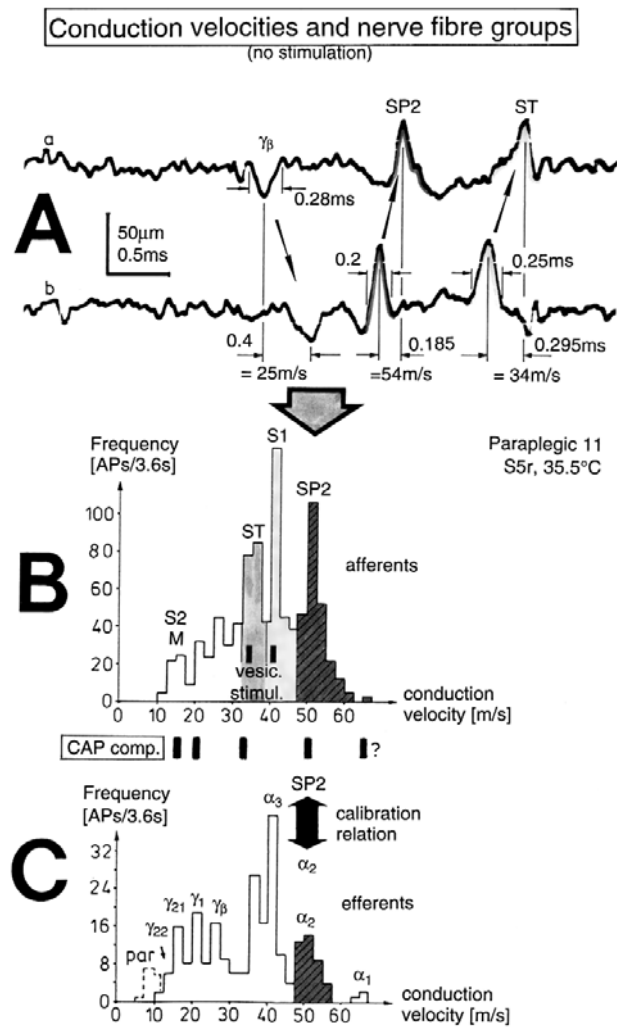 Conduction velocities and nerve fibre groups
(no stimulation)
SP2 ST
a
γβ
0.28ms
A
50µm
0.5ms
0.2
0.25ms
b
0.4
0.185
0.295ms
= 25m/s
=54m/s
= 34m/s
Frequency
[APs/3.6s]
S1
Paraplegic 11
S5r, 35.5°C
SP2
100
ST
B
80
afferents
60
S2
M
40
20
vesic.
stimul.
0
0 10 20 30 40 50 60
conduction
velocity [m/s]
CAP comp.
?
Frequency
[APs/3.6s]
SP2
α3
calibration
relation
32
C
α2
24
efferents
γ21 γ1 γβ
α2
16
γ22
par
8
α1
0
0 10 20 30 40 50 60
conduction
velocity [m/s]